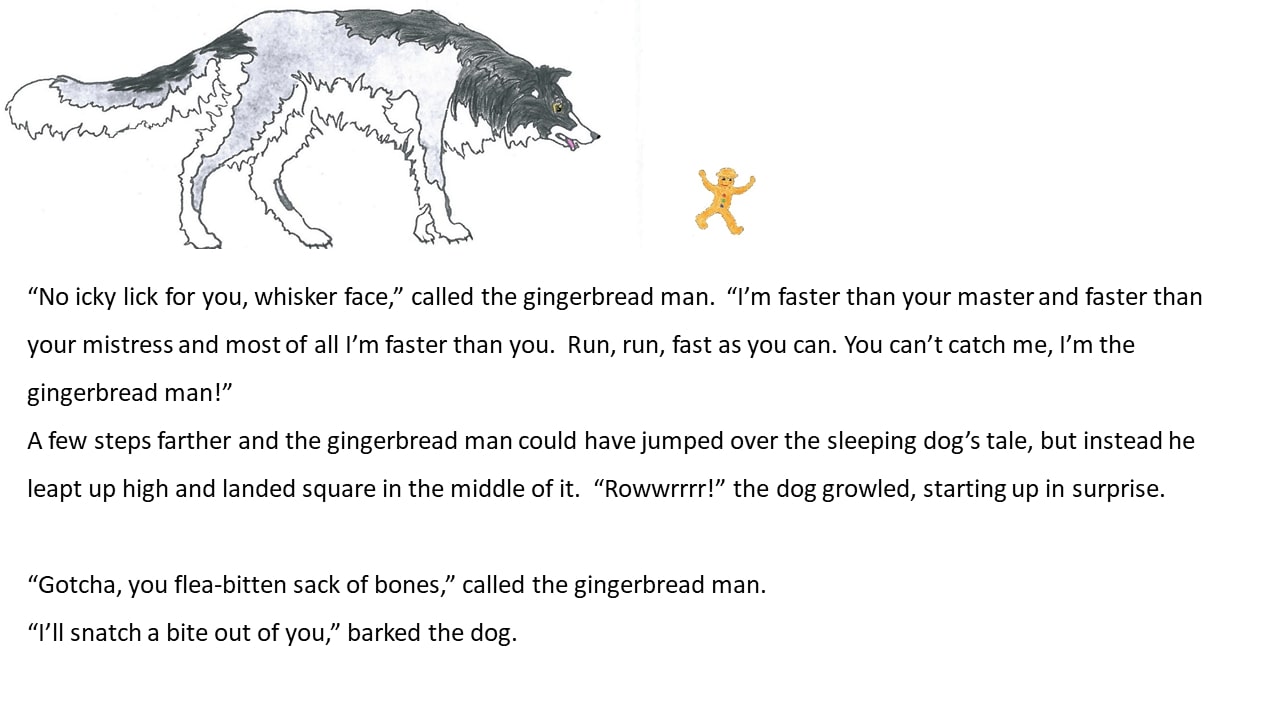 “No icky lick for you, whisker face,” called the gingerbread man.  “I’m faster than your master and faster than
your mistress and most of all I’m faster than you.  Run, run, fast as you can. You can’t catch me, I’m the
gingerbread man!”
A few steps farther and the gingerbread man could have jumped over the sleeping dog’s tale, but instead he
leapt up high and landed square in the middle of it.  “Rowwrrrr!” the dog growled, starting up in surprise.
“Gotcha, you flea-bitten sack of bones,” called the gingerbread man.
“I’ll snatch a bite out of you,” barked the dog.